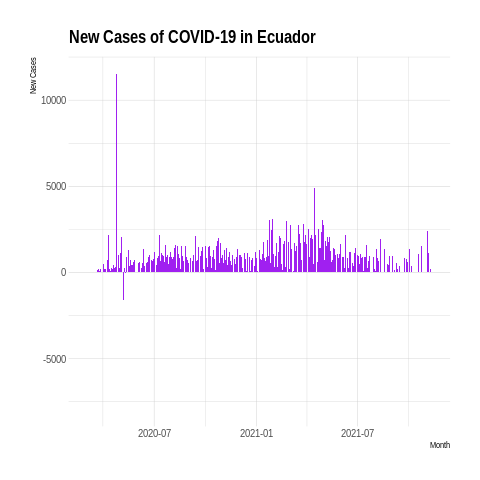 New Cases of COVID-19 in Ecuador
New Cases
10000
5000
0
-5000
2020-07
2021-01
2021-07
Month